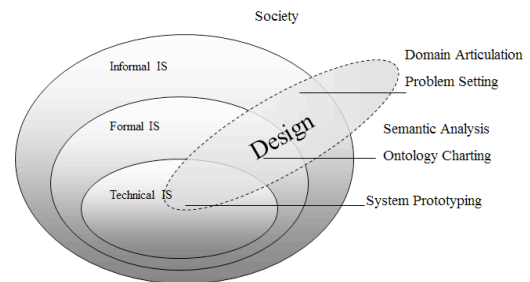 Society
Domain Articulation
Informal IS
Problem Setting
Formal IS
Design
Semantic Analysis
Ontology Charting
Technical IS
System Prototyping